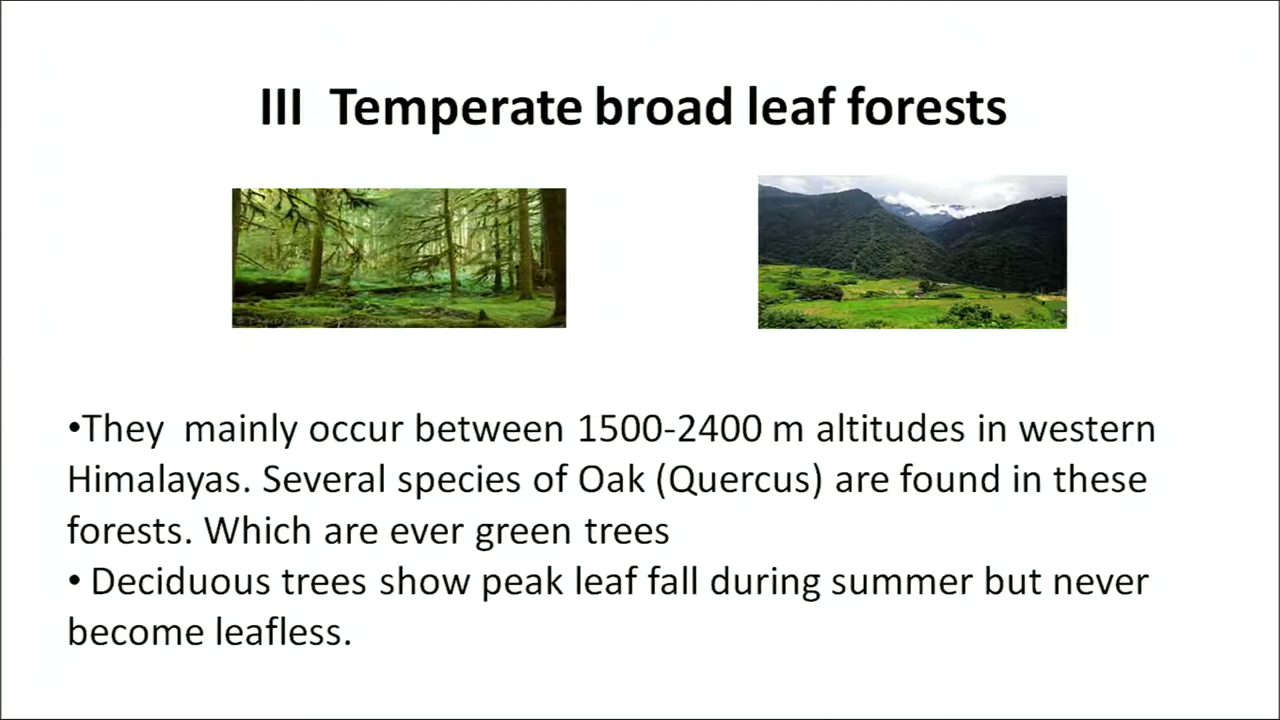 III Temperate broad leaf forests
•They mainly occur between 1500-2400 m altitudes in western
Himalayas. Several species of Oak (Quercus) are found in these
forests. Which are ever green trees
• Deciduous trees show peak leaf fall during summer but never
become leafless.